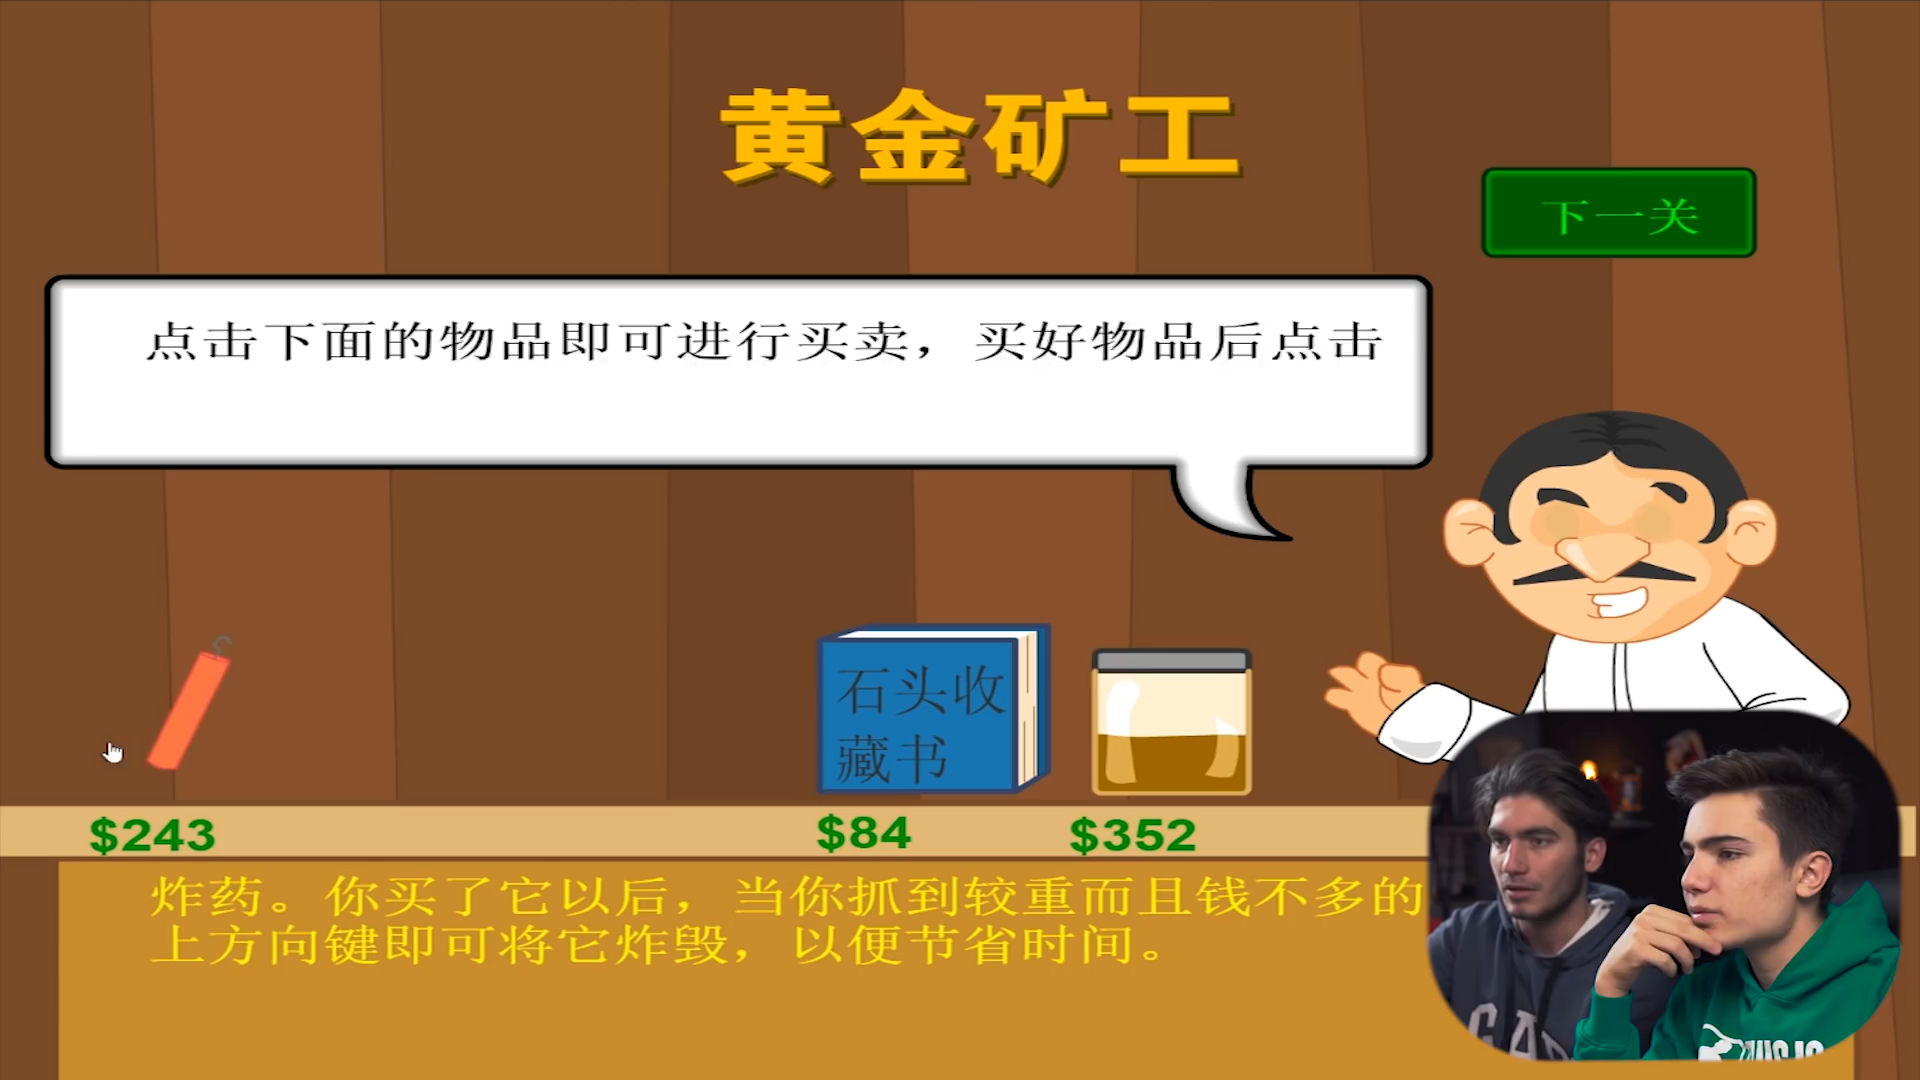 黄金矿工
下一关
点击下面的物品即可进行买卖，买好物品后点击
石头收
藏书
$243
$84
$352
炸药。你买了它以后，当你抓到较重而且钱不多的
上方向键即可将它炸毁，以便节省时间。